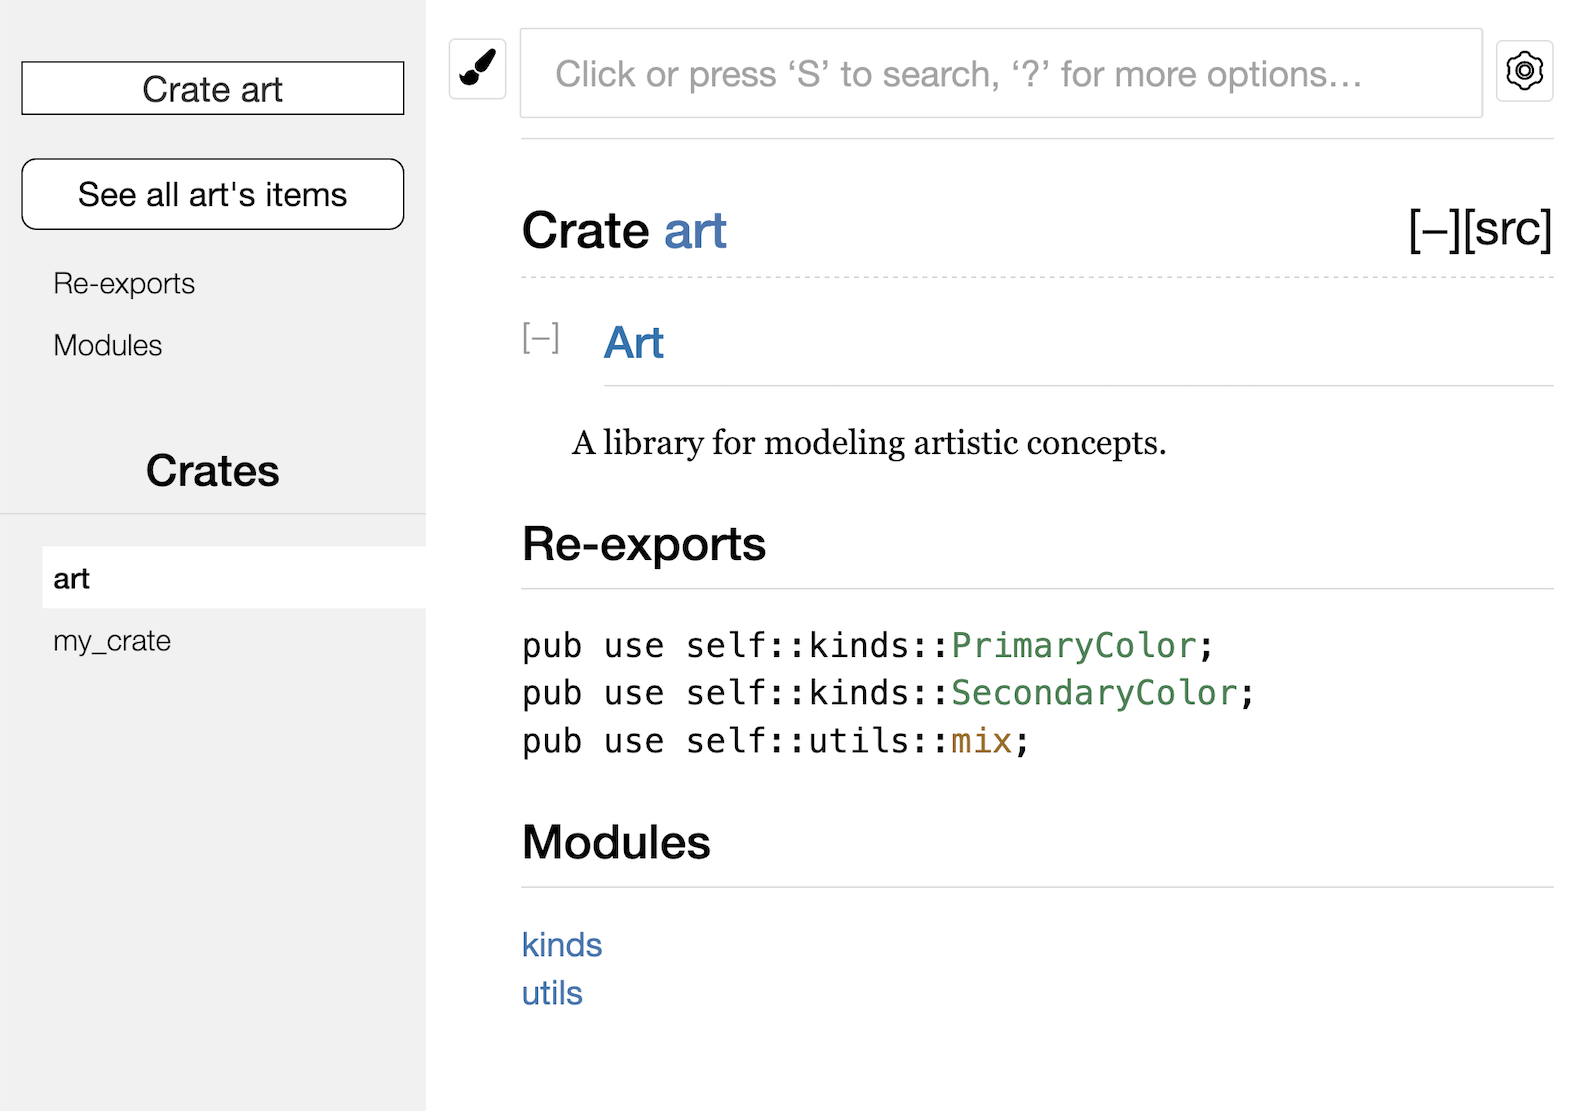 Crate art
See all art's items
Re-exports
Modules
Crates
art
my_crate
Click or press ‘S’ to search, ‘?’ for more options…
Crate art [−][src]
[−] Art
A library for modeling artistic concepts.
Re-exports
pub use self::kinds::PrimaryColor;
pub use self::kinds::SecondaryColor;
pub use self::utils::mix;
Modules
kinds
utils